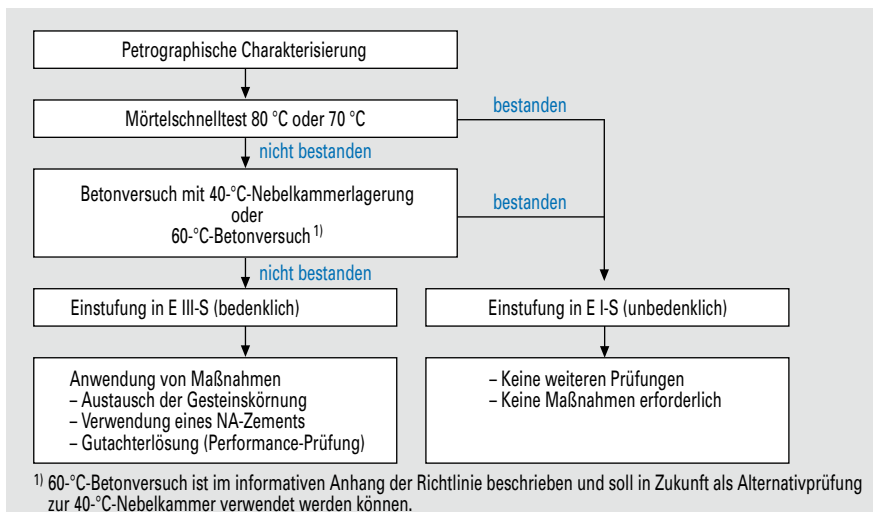 Petrographische Charakterisierung
Mörtelschnelltest 80 °C oder 70 °C
bestanden
nicht bestanden
Betonversuch mit 40-°C-Nebelkammerlagerung
oder
60-°C-Betonversuch 1)
bestanden
nicht bestanden
Einstufung in E III-S (bedenklich)
Einstufung in E I-S (unbedenklich)
Anwendung von Maßnahmen
– Austausch der Gesteinskörnung
– Verwendung eines NA-Zements
– Gutachterlösung (Performance-Prüfung)
– Keine weiteren Prüfungen
– Keine Maßnahmen erforderlich
1) 60-°C-Betonversuch ist im informativen Anhang der Richtlinie beschrieben und soll in Zukunft als Alternativprüfung
zur 40-°C-Nebelkammer verwendet werden können.